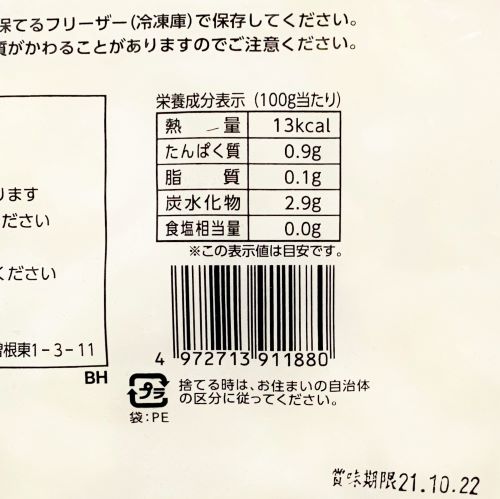 保てるフリーザー(冷凍庫)で保存してください。
質がかわることがありますのでご注意ください。
ります
ださい
ください
曽根東1-3-11
BH
栄養成分表示 (100g当たり)
熱 量 13kcal
たんぱく質 0.9g
脂 質 0.1g
炭水化物 2.9g
食塩相当量 0.0g
※この表示値は目安です。
4 972713 911880
プラ
袋:PE
捨てる時は、お住まいの自治体
の区分に従ってください。
賞味期限21.10.22